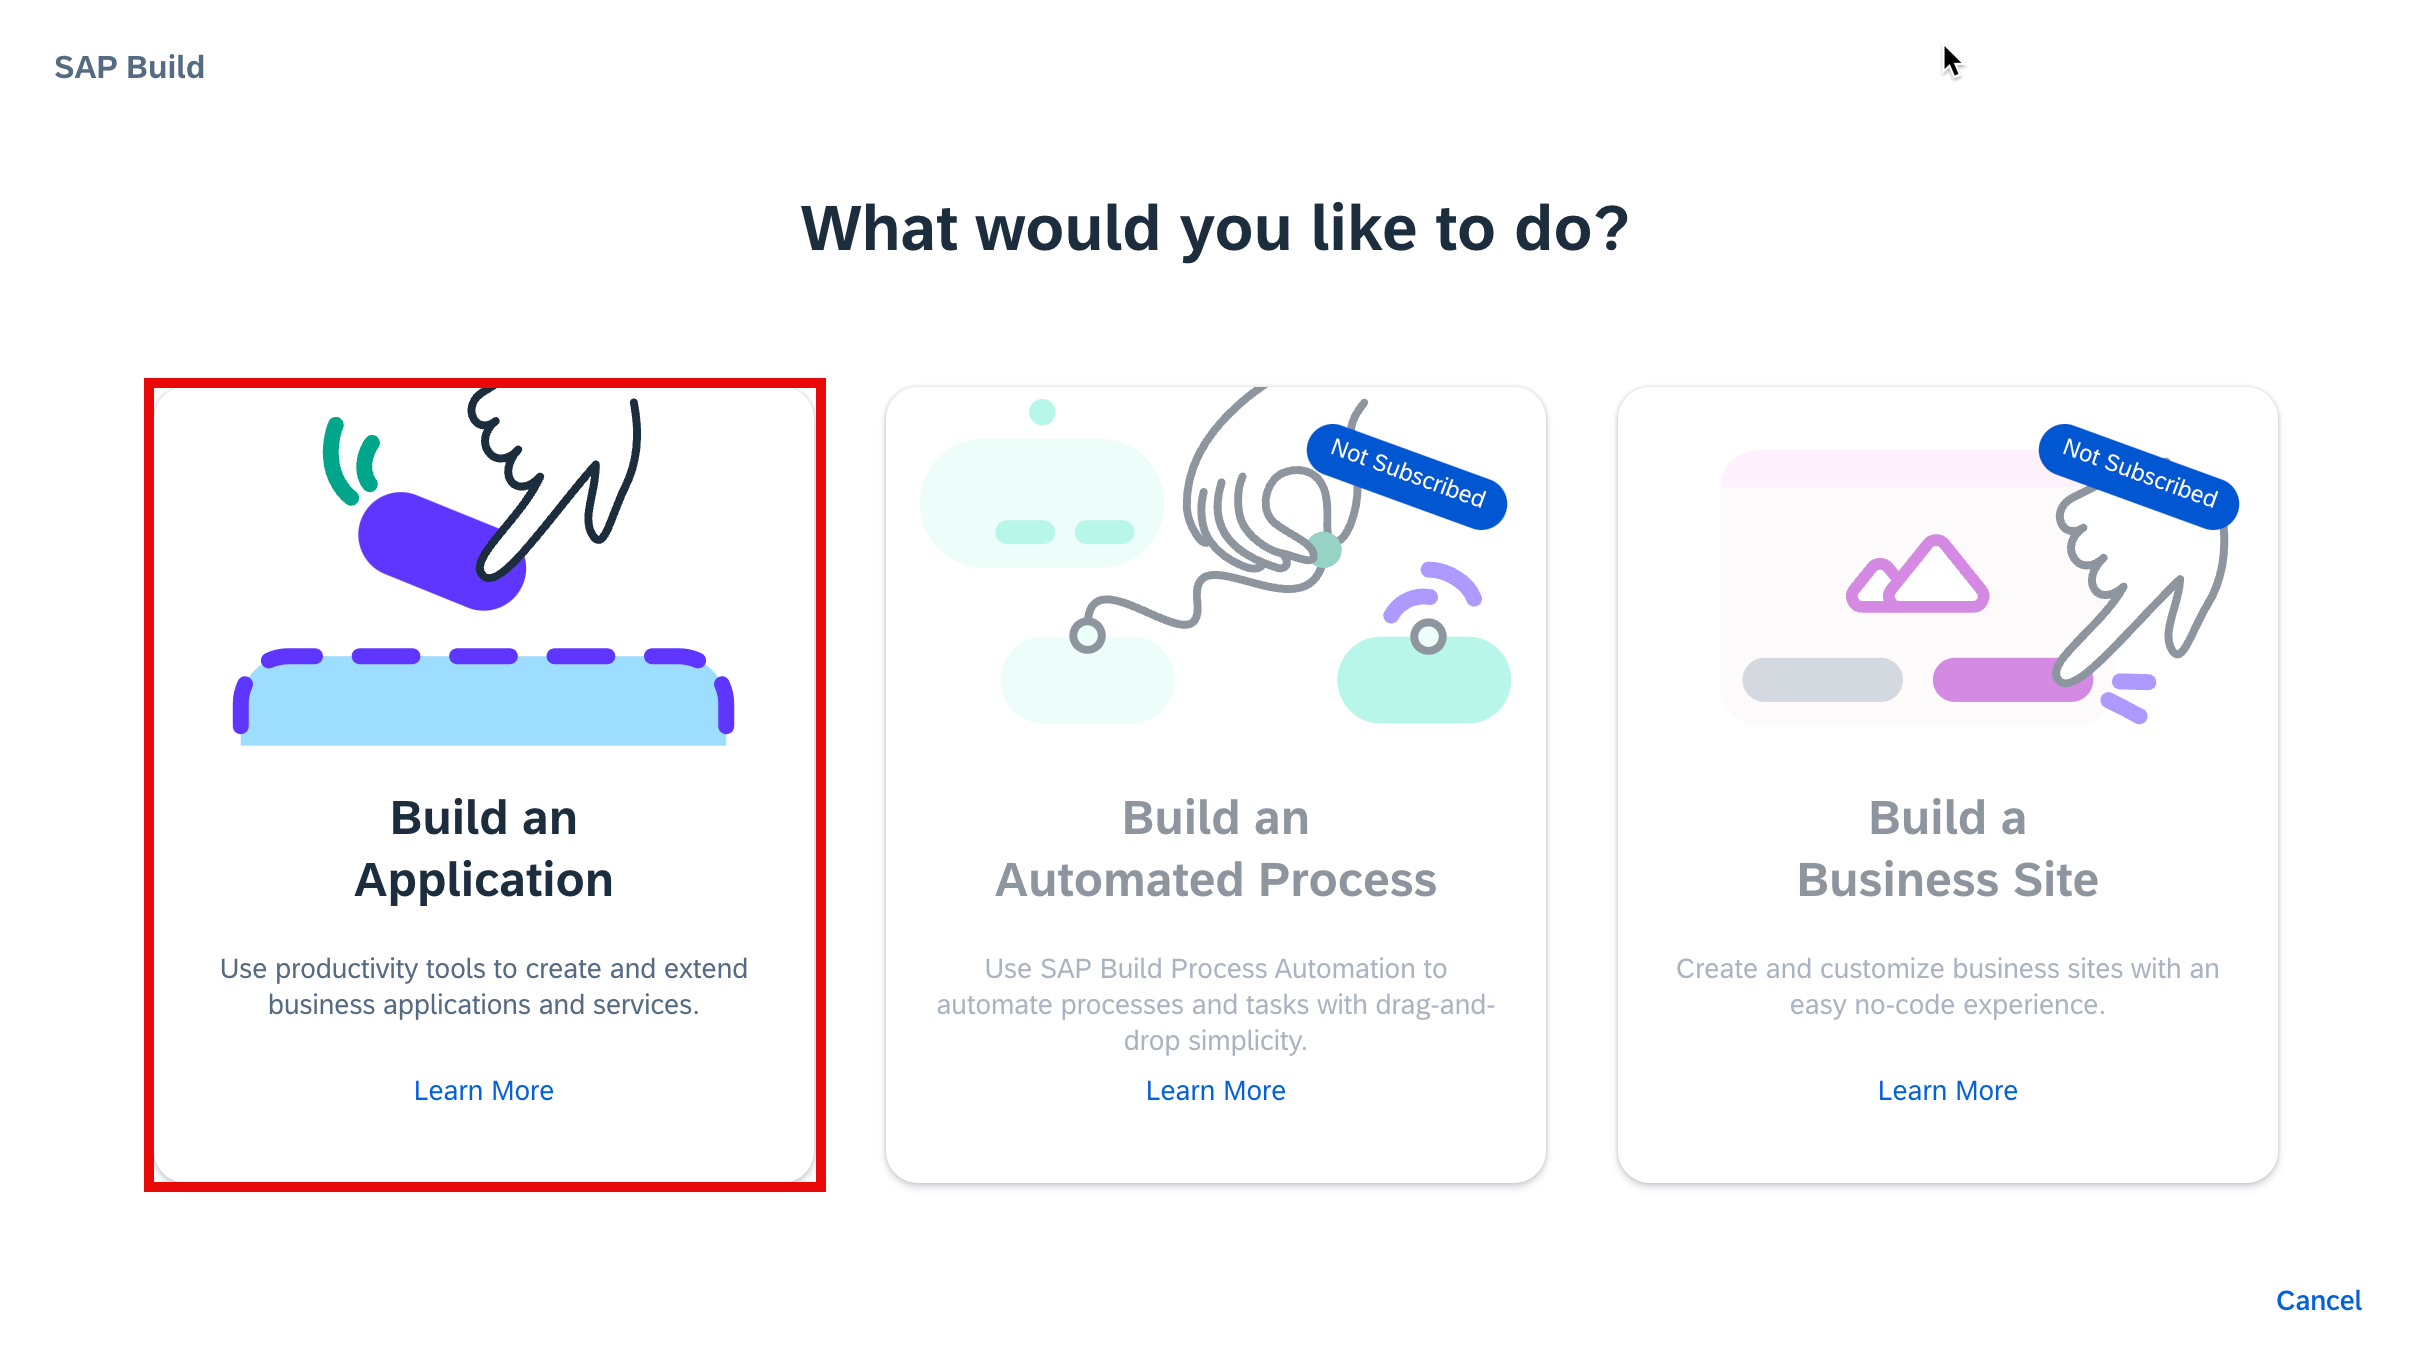 SAP Build
What would you like to do?
Build an
Application
Use productivity tools to create and extend
business applications and services.
Learn More
Not Subscribed
Build an
Automated Process
Use SAP Build Process Automation to
automate processes and tasks with drag-and-
drop simplicity.
Learn More
Not Subscribed
Build a
Business Site
Create and customize business sites with an
easy no-code experience.
Learn More
Cancel